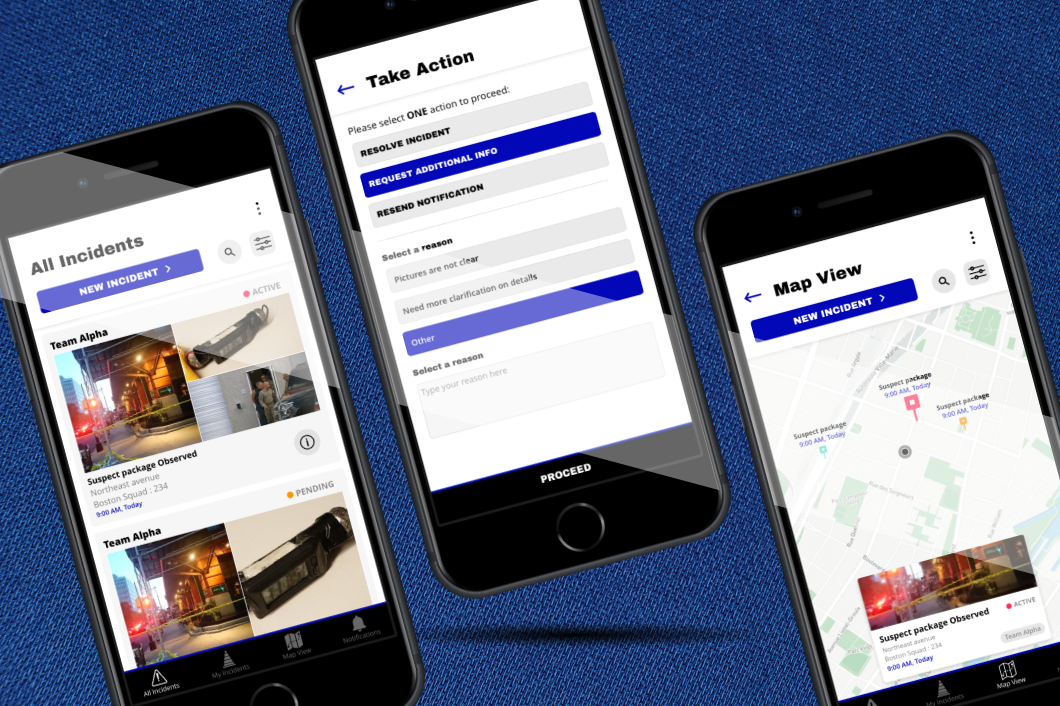 All Incidents
NEW INCIDENT >
ACTIVE
Team Alpha
Suspect package Observed
Northeast avenue
Boston Squad : 234
9:00 AM, Today
PENDING
Team Alpha
All Incidents
My Incidents
Map View
Notifications
Take Action
Please select ONE action to proceed:
RESOLVE INCIDENT
REQUEST ADDITIONAL INFO
RESEND NOTIFICATION
Select a reason
Pictures are not clear
Need more clarification on details
Other
Select a reason
Type your reason here
PROCEED
Map View
NEW INCIDENT >
Suspect package
9:00 AM, Today
Suspect package
9:00 AM, Today
Suspect package
9:00 AM, Today
Rue des Seigneurs
Suspect package Observed
ACTIVE
Northeast avenue
Boston Squad : 234
Team Alpha
9:00 AM, Today
My Incidents
Map View